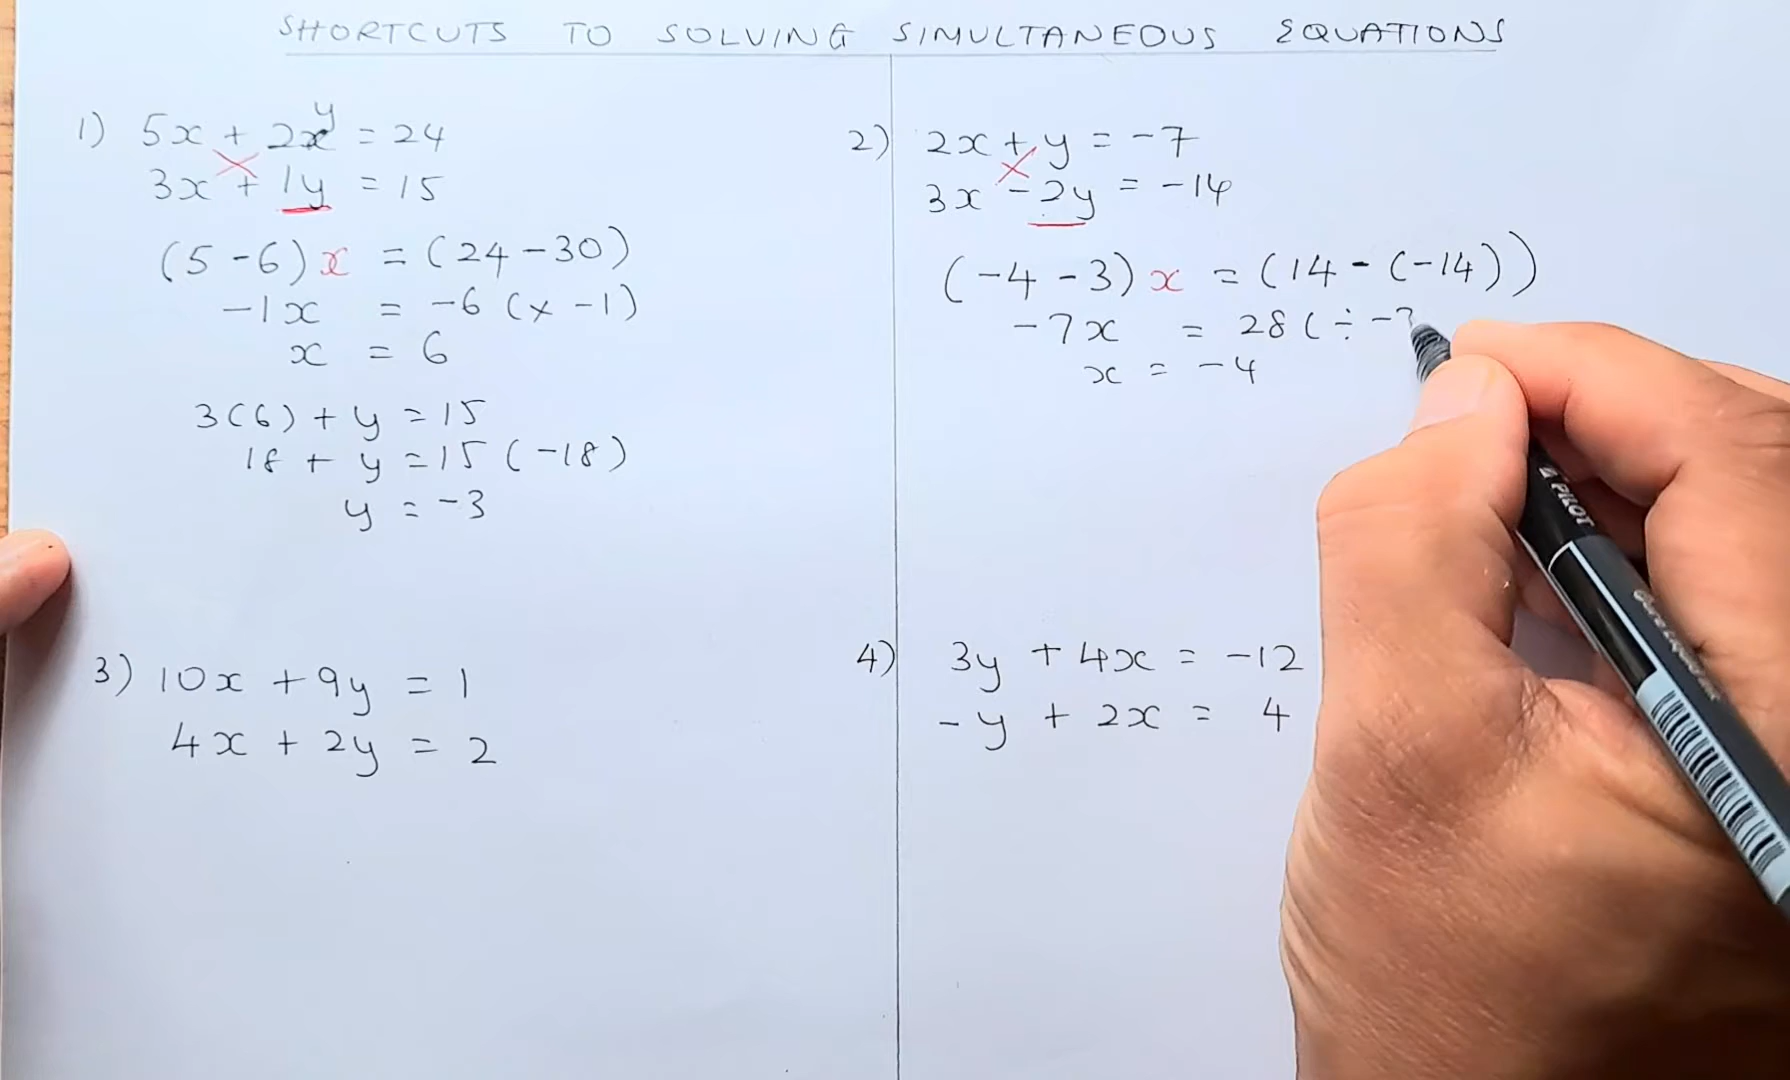 SHORTCUTS TO SOLVING SIMULTANEOUS EQUATIONS
1) 5x + 2y = 24
3x + 1y = 15
(5 - 6)x = (24 - 30)
-1x = -6 (x -1)
x = 6
3(6) + y = 15
18 + y = 15 (-18)
y = -3
2) 2x + y = -7
3x - 2y = -14
(-4 - 3)x = (14 - (-14))
-7x = 28 (÷ -7
x = -4
3) 10x + 9y = 1
4x + 2y = 2
4) 3y + 4x = -12
-y + 2x = 4
PILOT